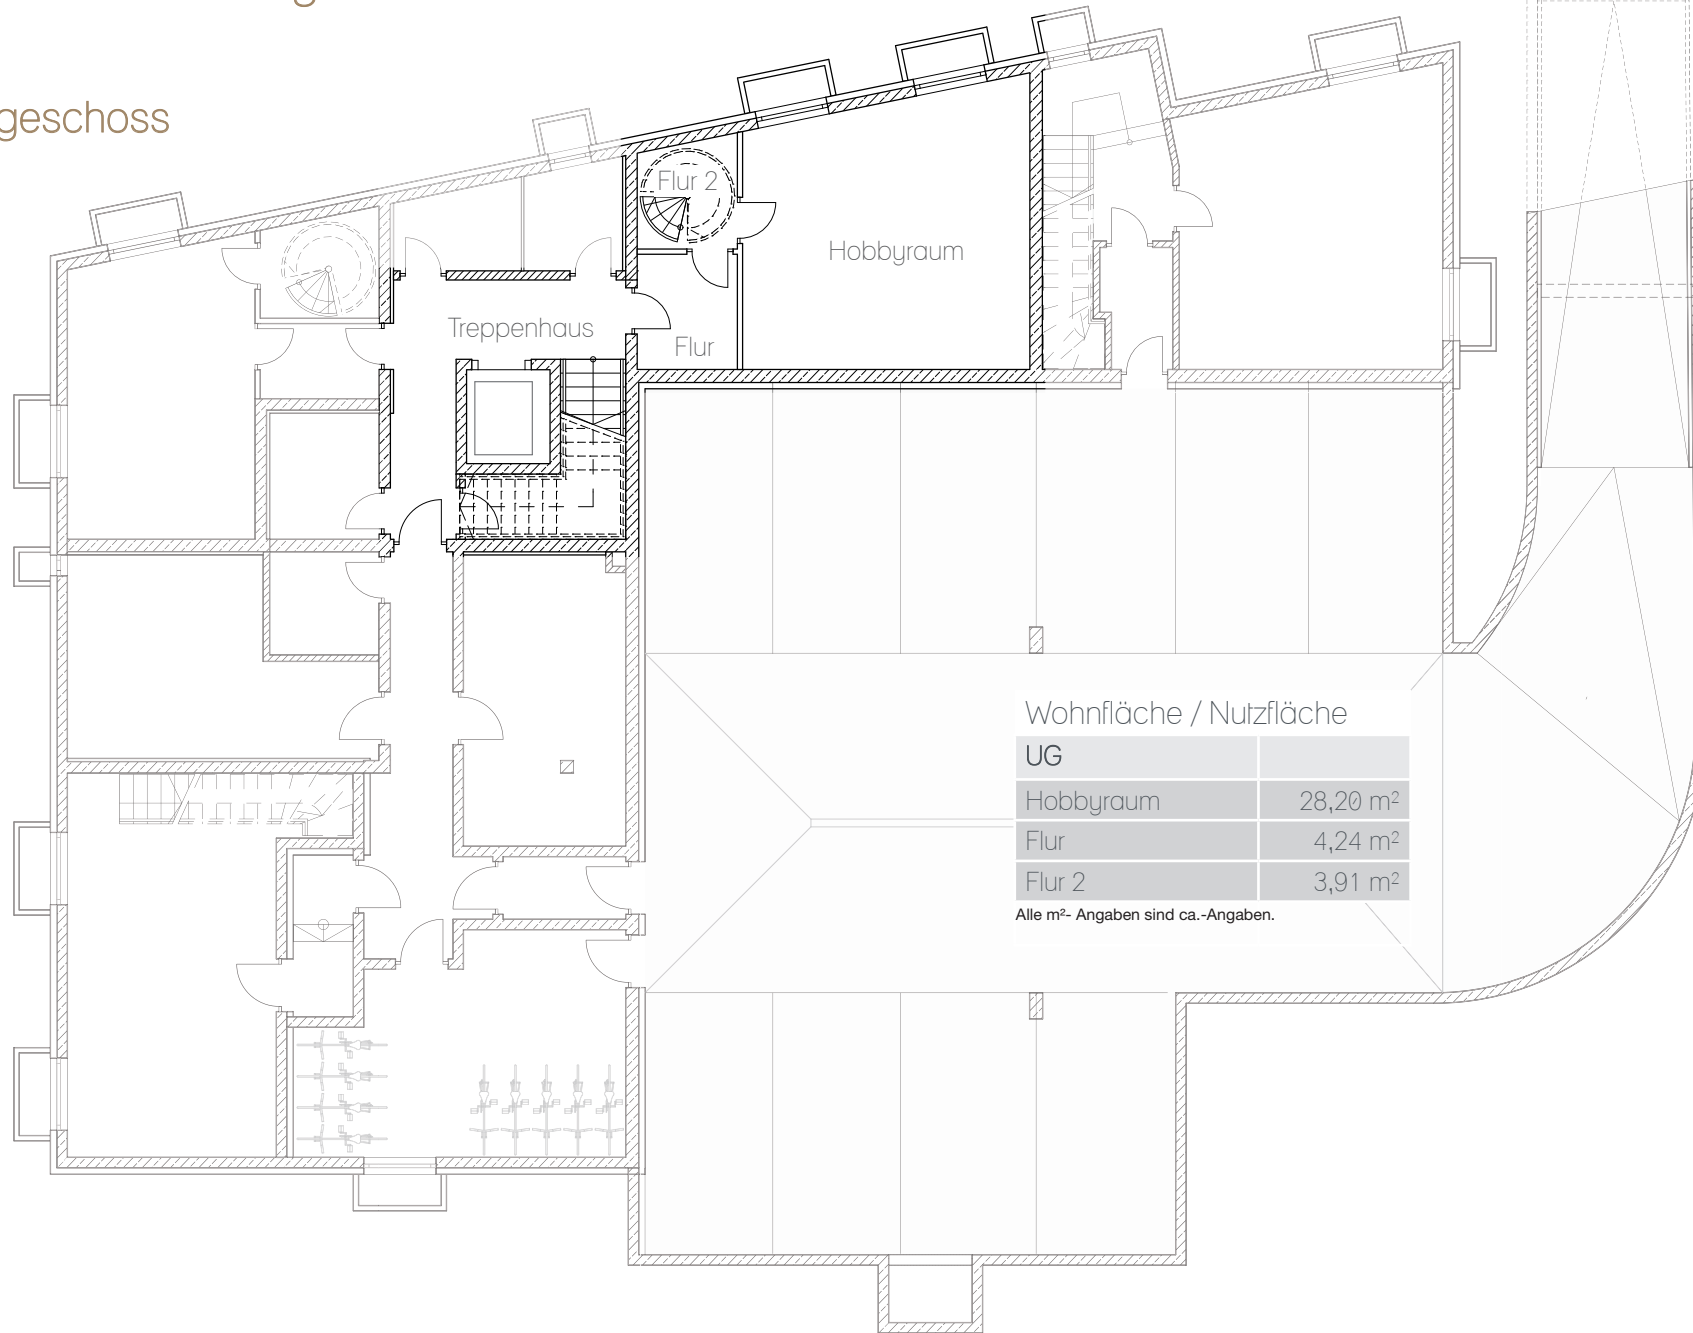 geschoss
Flur 2
Hobbyraum
Treppenhaus
Flur
Wohnfläche / Nutzfläche
UG
Hobbyraum 28,20 m²
Flur 4,24 m²
Flur 2 3,91 m²
Alle m²- Angaben sind ca.-Angaben.